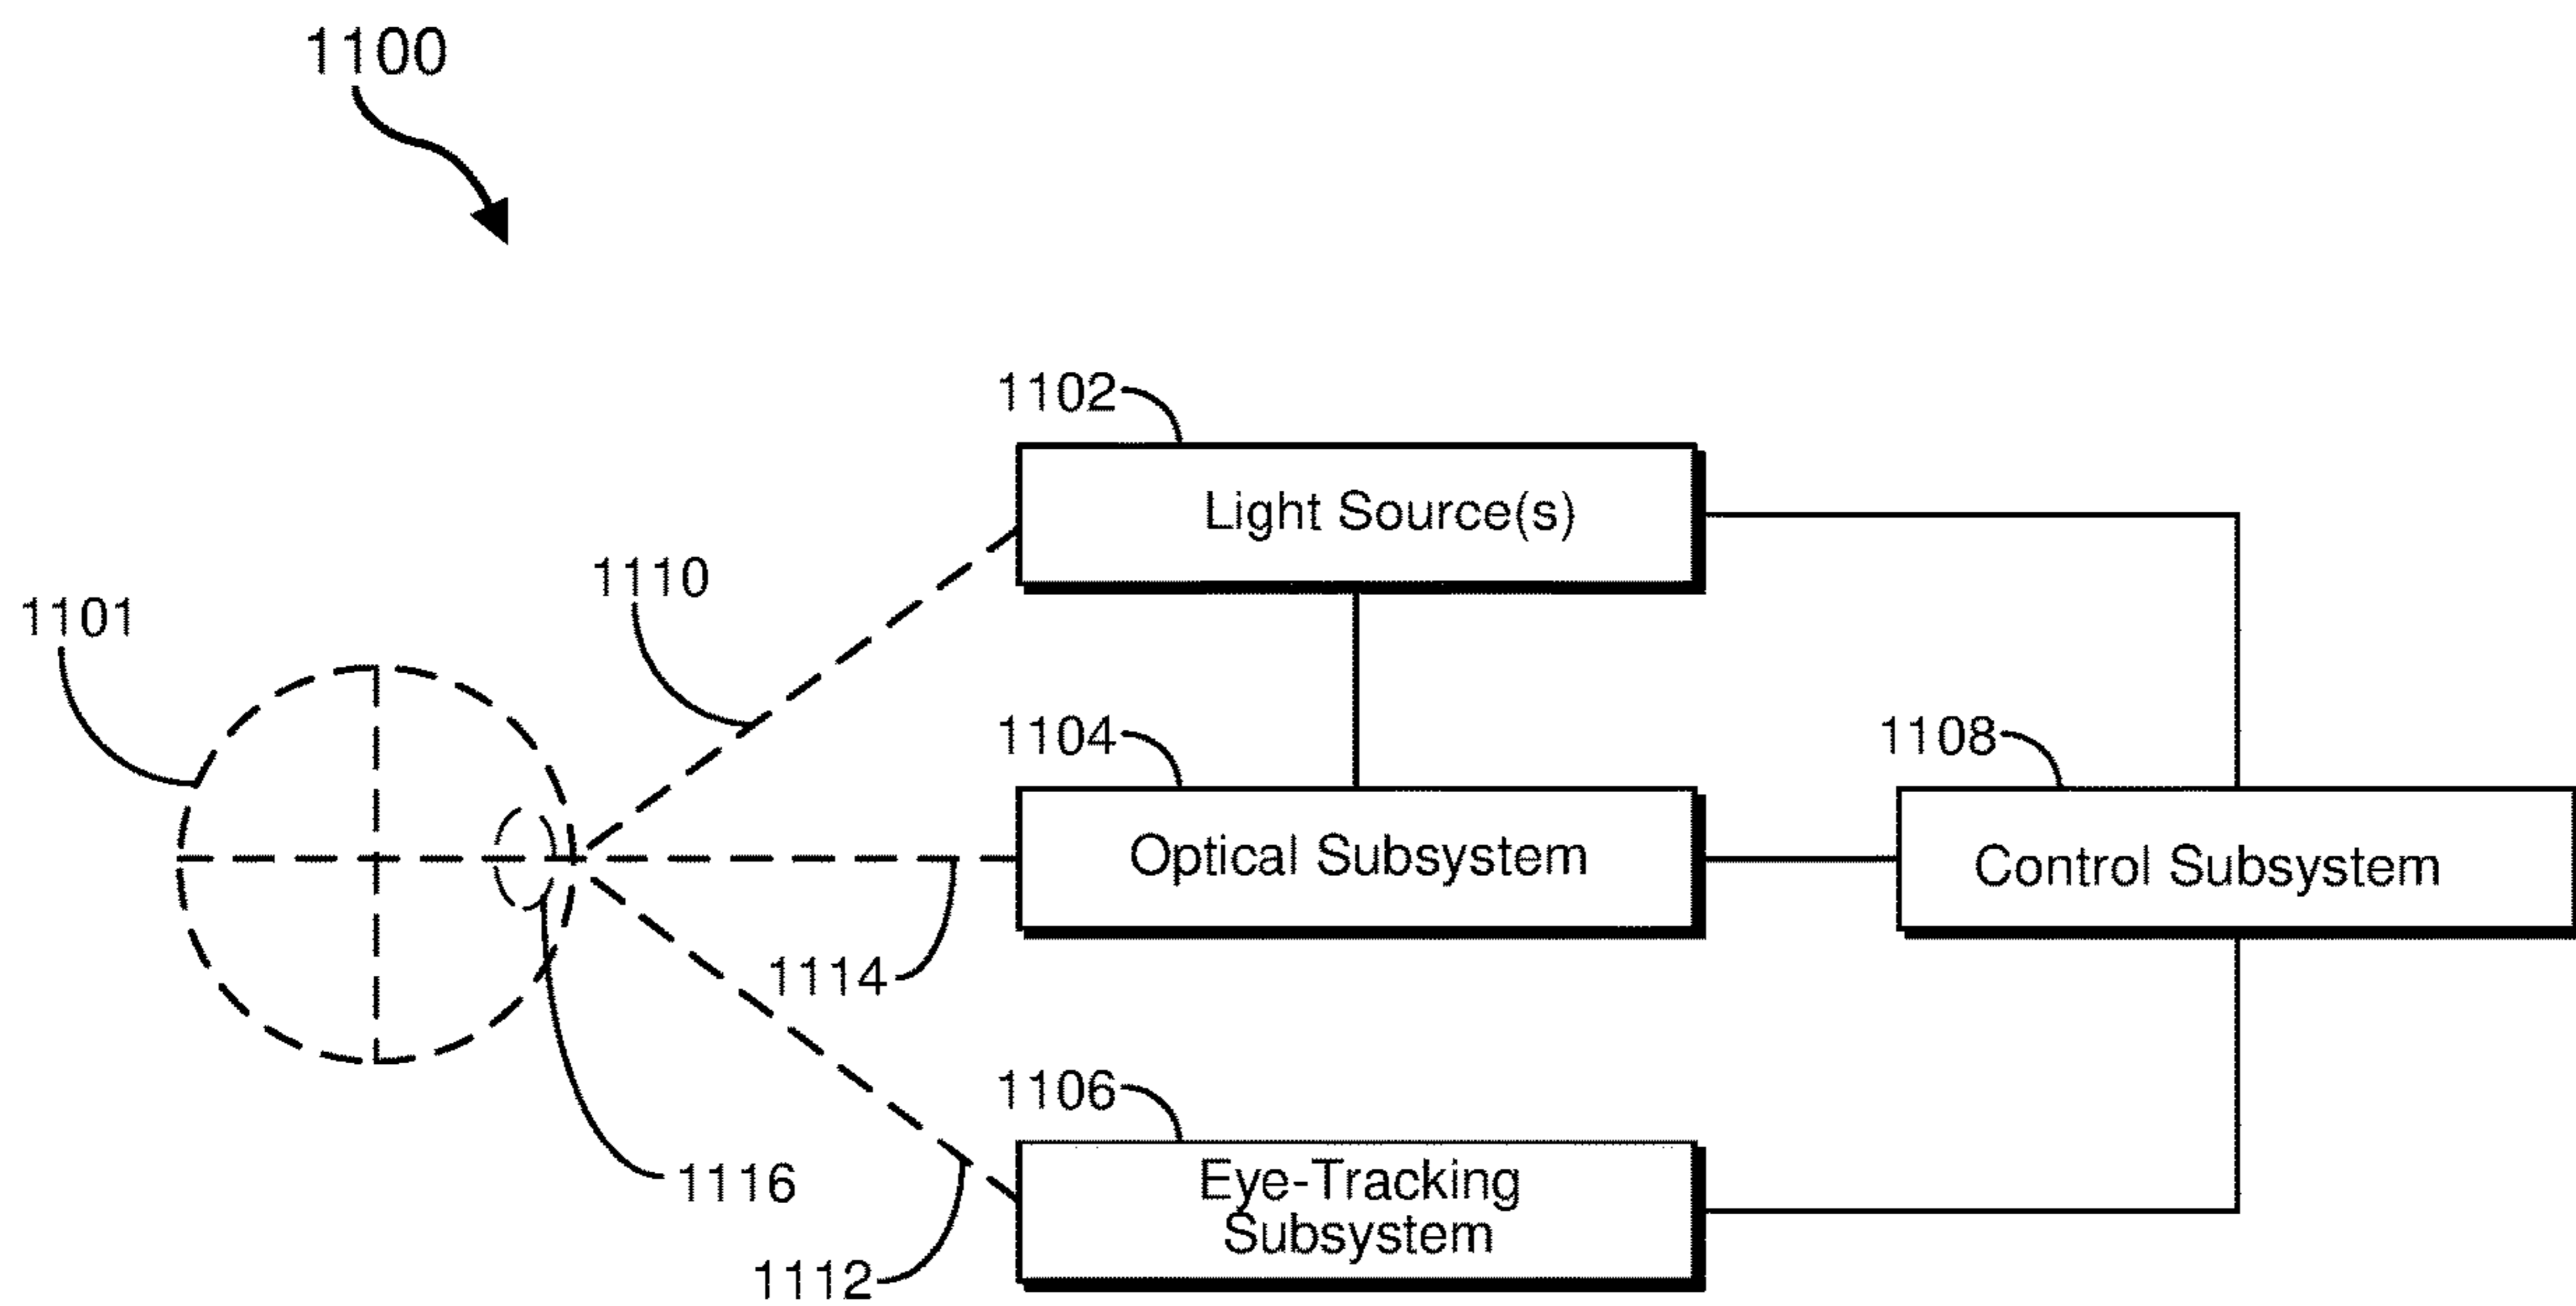 1100
1102
Light Source(s)
1110
1101
1104
1108
Optical Subsystem
Control Subsystem
1114
1106
1116
Eye-Tracking
Subsystem
1112